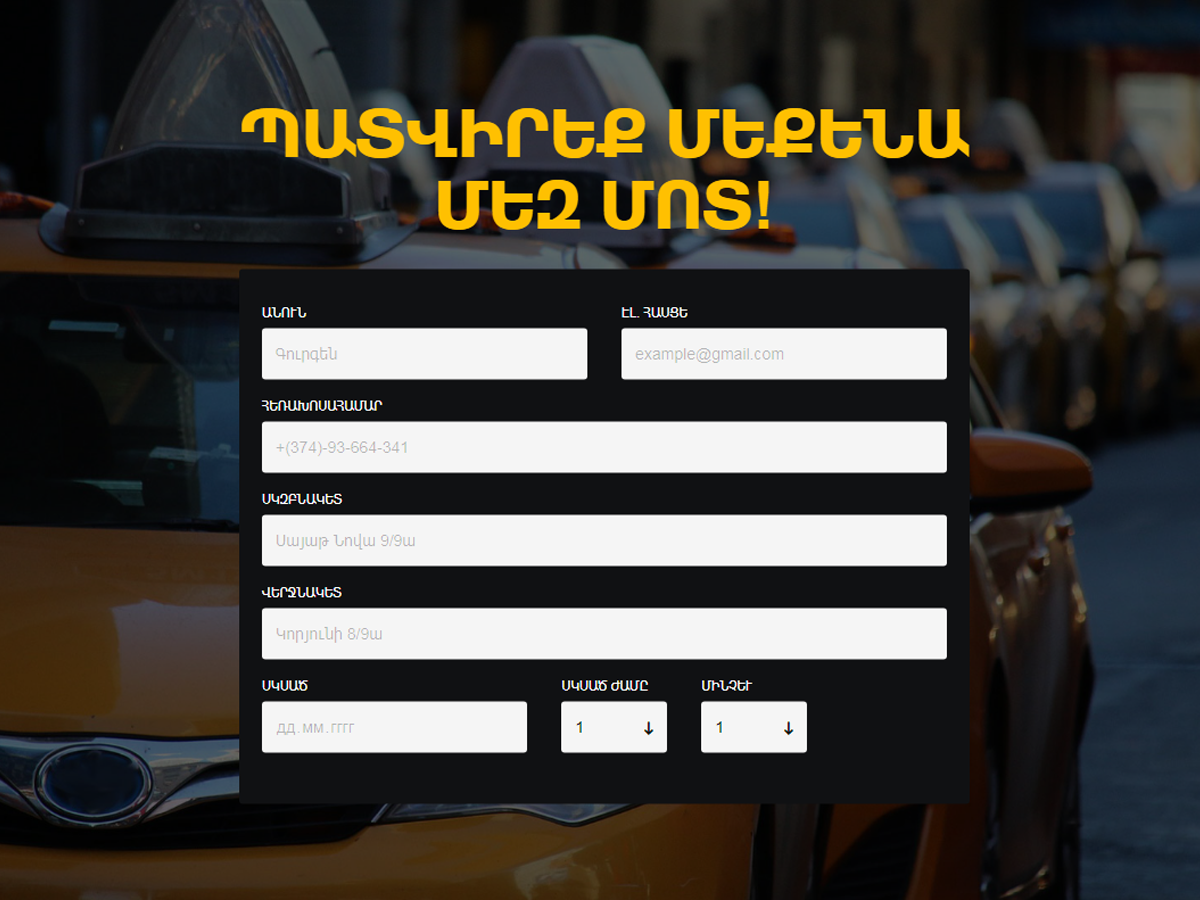 ՊԱՏՎԻՐԵՔ ՄԵՔԵՆԱ
ՄԵԶ ՄՈՏ!
ԱՆՈՒՆ
ԷԼ. ՀԱՍՑԵ
Գուրգեն
example@gmail.com
ՀԵՌԱԽՈՍԱՀԱՄԱՐ
+(374)-93-664-341
ՍԿԶԲՆԱԿԵՏ
Սայաթ Նովա 9/9ա
ՎԵՐՋՆԱԿԵՏ
Կորյունի 8/9ա
ՍԿՍԱԾ
ՍԿՍԱԾ ԺԱՄԸ
ՄԻՆՉԵՒ
дд.мм.гггг
1
1